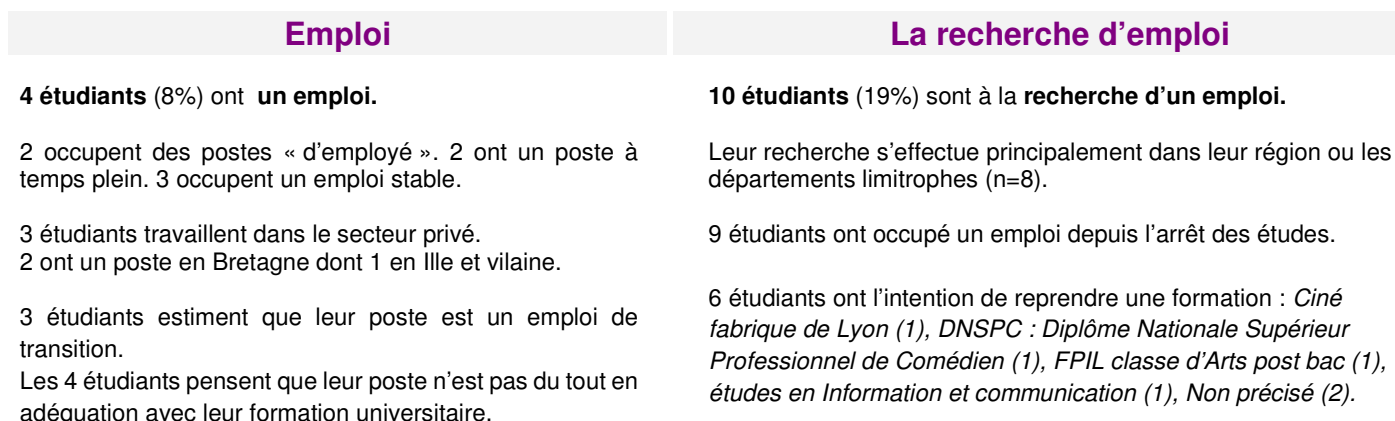 Emploi
4 étudiants (8%) ont un emploi.
2 occupent des postes « d'employé ». 2 ont un poste à
temps plein. 3 occupent un emploi stable.
3 étudiants travaillent dans le secteur privé.
2 ont un poste en Bretagne dont 1 en Ille et vilaine.
3 étudiants estiment que leur poste est un emploi de
transition.
Les 4 étudiants pensent que leur poste n'est pas du tout en
adéquation avec leur formation universitaire.
La recherche d'emploi
10 étudiants (19%) sont à la recherche d'un emploi.
Leur recherche s'effectue principalement dans leur région ou les
départements limitrophes (n=8).
9 étudiants ont occupé un emploi depuis l'arrêt des études.
6 étudiants ont l'intention de reprendre une formation : Ciné
fabrique de Lyon (1), DNSPC : Diplôme Nationale Supérieur
Professionnel de Comédien (1), FPIL classe d'Arts post bac (1),
études en Information et communication (1), Non précisé (2).